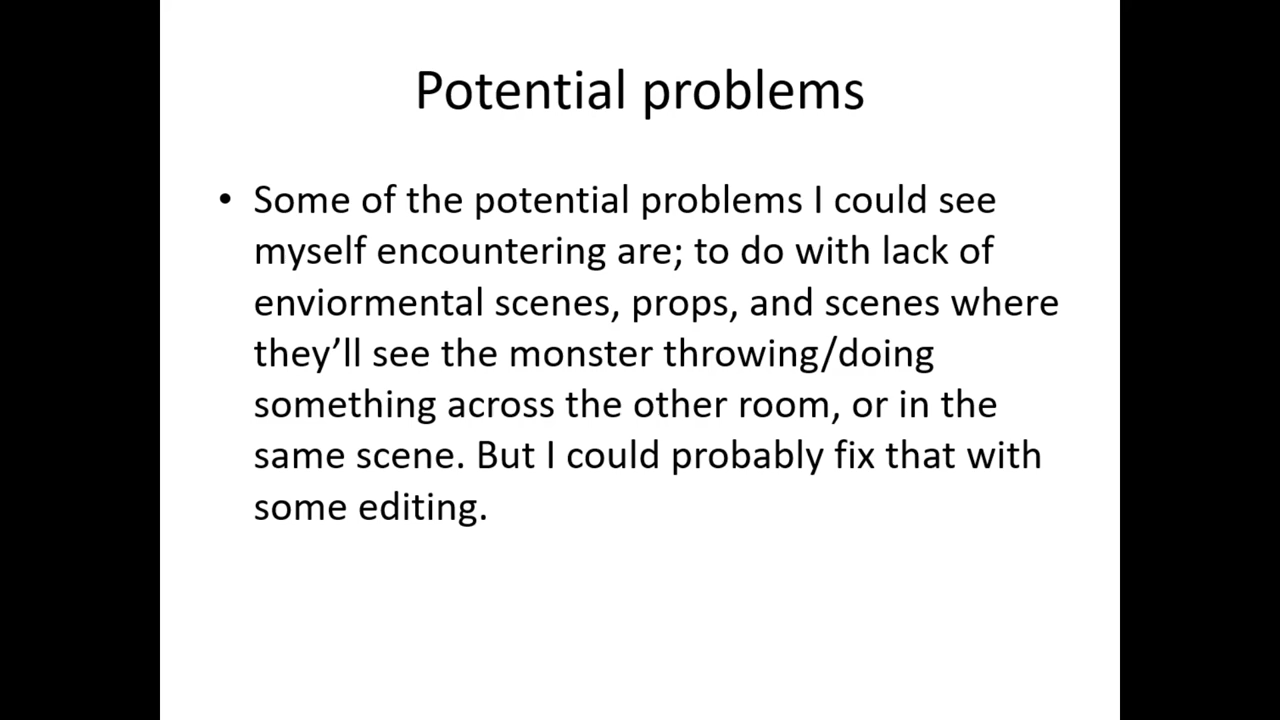 Potential problems
• Some of the potential problems I could see
myself encountering are; to do with lack of
enviormental scenes, props, and scenes where
they’ll see the monster throwing/doing
something across the other room, or in the
same scene. But I could probably fix that with
some editing.